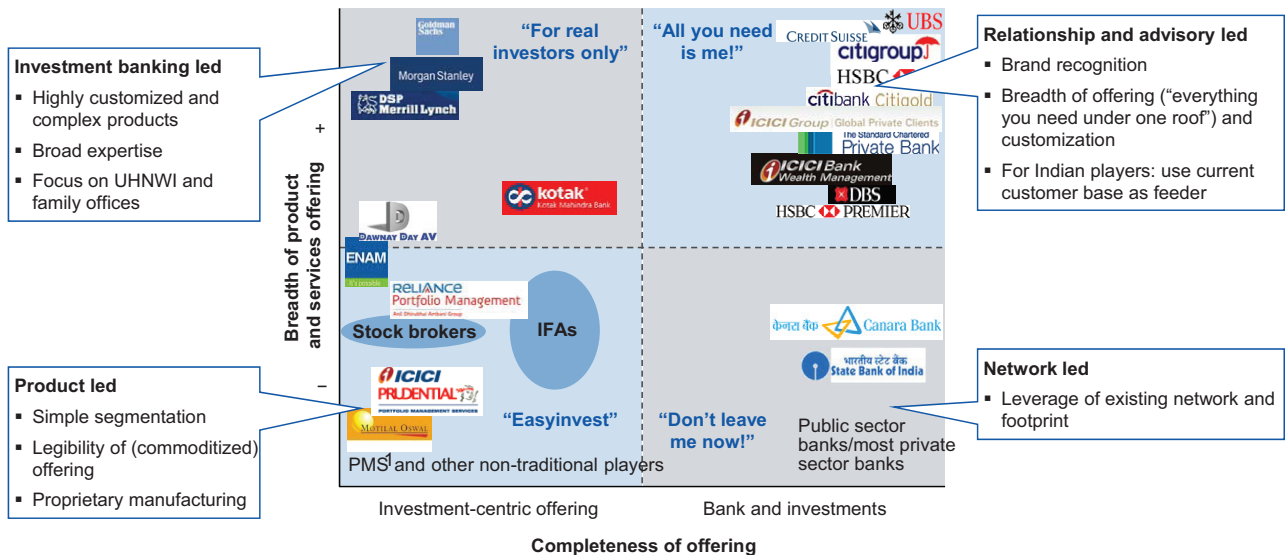 Investment banking led
▪ Highly customized and
complex products
▪ Broad expertise
▪ Focus on UHNWI and
family offices
Product led
▪ Simple segmentation
▪ Legibility of (commoditized)
offering
▪ Proprietary manufacturing
Breadth of product
and services offering
+
–
Goldman
Sachs
Morgan Stanley
DSP
Merrill Lynch
"For real
investors only"
kotak
Kotak Mahindra Bank
DAWNAY DAY AV
"All you need
is me!"
UBS
CREDIT SUISSE
citigroup
HSBC
citibank Citigold
ICICI Group Global Private Clients
The Standard Chartered
Private Bank
ICICI Bank
Wealth Management
DBS
HSBC PREMIER
ENAM
It's possible
RELIANCE
Portfolio Management
Anil Dhirubhai Ambani Group
Stock brokers
IFAs
ICICI
PRUDENTIAL
PORTFOLIO MANAGEMENT SERVICES
MOTILAL OSWAL
"Easyinvest"
PMS1 and other non-traditional players
केनरा बैंक Canara Bank
भारतीय स्टेट बैंक
State Bank of India
"Don't leave
me now!"
Public sector
banks/most private
sector banks
Investment-centric offering
Bank and investments
Completeness of offering
Relationship and advisory led
▪ Brand recognition
▪ Breadth of offering ("everything
you need under one roof") and
customization
▪ For Indian players: use current
customer base as feeder
Network led
▪ Leverage of existing network and
footprint